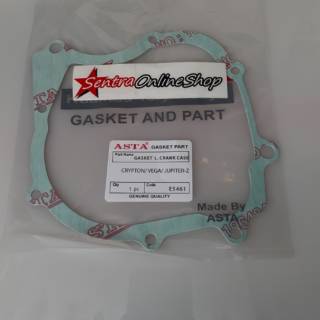 SentraOnlineShop
GASKET AND PART
ASTA GASKET PART
Part Name
GASKET L. CRANK CASE
CRYPTON/VEGA/JUPITER-Z
Qty
1 pc
Code
E5461
GENUINE QUALITY
Made By
ASTA